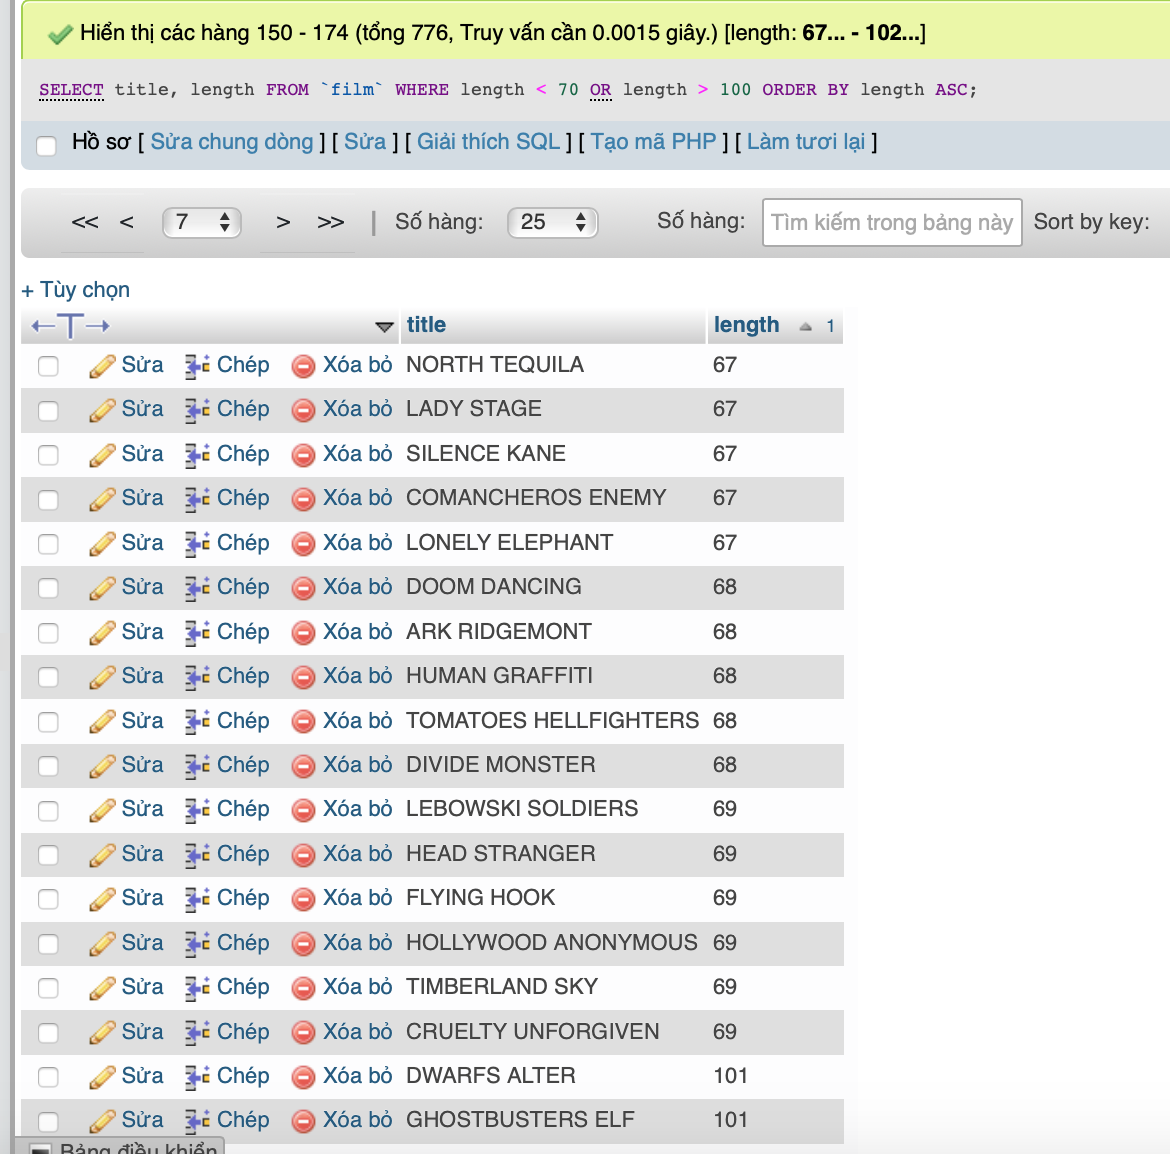 Hiển thị các hàng 150 - 174 (tổng 776, Truy vấn cần 0.0015 giây.) [length: 67... - 102...]
SELECT title, length FROM `film` WHERE length < 70 OR length > 100 ORDER BY length ASC;
Hồ sơ [ Sửa chung dòng ] [ Sửa ] [ Giải thích SQL ] [ Tạo mã PHP ] [ Làm tươi lại ]
<< < 7 > >> | Số hàng: 25 Số hàng: Tìm kiếm trong bảng này Sort by key:
+ Tùy chọn
←T→ title length 1
Sửa Chép Xóa bỏ NORTH TEQUILA 67
Sửa Chép Xóa bỏ LADY STAGE 67
Sửa Chép Xóa bỏ SILENCE KANE 67
Sửa Chép Xóa bỏ COMANCHEROS ENEMY 67
Sửa Chép Xóa bỏ LONELY ELEPHANT 67
Sửa Chép Xóa bỏ DOOM DANCING 68
Sửa Chép Xóa bỏ ARK RIDGEMONT 68
Sửa Chép Xóa bỏ HUMAN GRAFFITI 68
Sửa Chép Xóa bỏ TOMATOES HELLFIGHTERS 68
Sửa Chép Xóa bỏ DIVIDE MONSTER 68
Sửa Chép Xóa bỏ LEBOWSKI SOLDIERS 69
Sửa Chép Xóa bỏ HEAD STRANGER 69
Sửa Chép Xóa bỏ FLYING HOOK 69
Sửa Chép Xóa bỏ HOLLYWOOD ANONYMOUS 69
Sửa Chép Xóa bỏ TIMBERLAND SKY 69
Sửa Chép Xóa bỏ CRUELTY UNFORGIVEN 69
Sửa Chép Xóa bỏ DWARFS ALTER 101
Sửa Chép Xóa bỏ GHOSTBUSTERS ELF 101
Bảng điều khiển